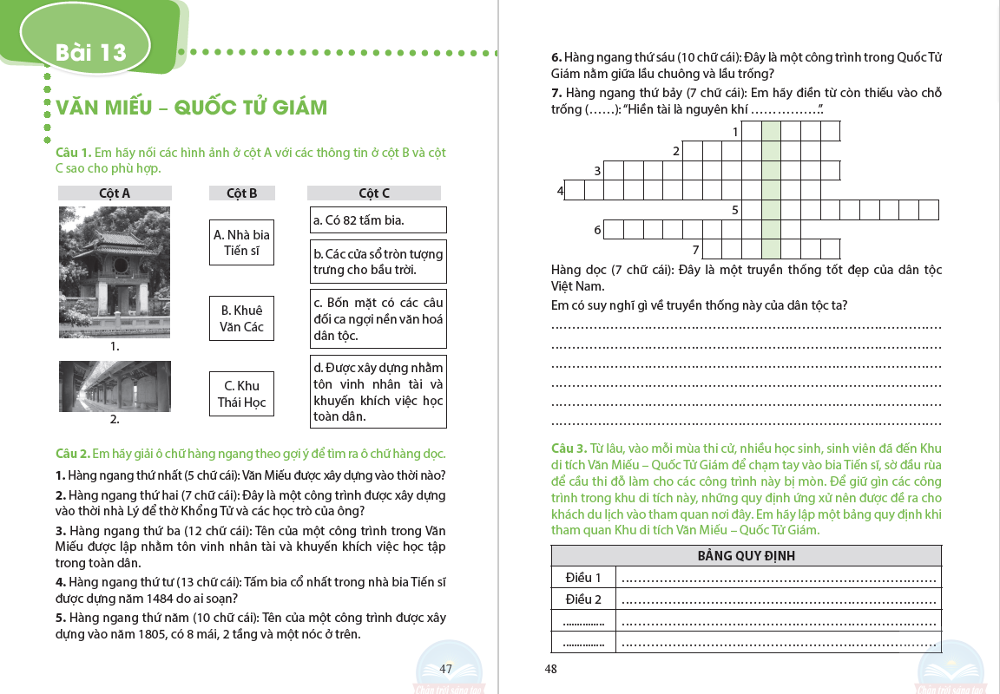 Bài 13
VĂN MIẾU – QUỐC TỬ GIÁM
Câu 1. Em hãy nối các hình ảnh ở cột A với các thông tin ở cột B và cột
C sao cho phù hợp.
Cột A
Cột B
Cột C
1.
2.
A. Nhà bia
Tiến sĩ
B. Khuê
Văn Các
C. Khu
Thái Học
a. Có 82 tấm bia.
b. Các cửa sổ tròn tượng
trưng cho bầu trời.
c. Bốn mặt có các câu
đối ca ngợi nền văn hoá
dân tộc.
d. Được xây dựng nhằm
tôn vinh nhân tài và
khuyến khích việc học
toàn dân.
Câu 2. Em hãy giải ô chữ hàng ngang theo gợi ý để tìm ra ô chữ hàng dọc.
1. Hàng ngang thứ nhất (5 chữ cái): Văn Miếu được xây dựng vào thời nào?
2. Hàng ngang thứ hai (7 chữ cái): Đây là một công trình được xây dựng
vào thời nhà Lý để thờ Khổng Tử và các học trò của ông?
3. Hàng ngang thứ ba (12 chữ cái): Tên của một công trình trong Văn
Miếu được lập nhằm tôn vinh nhân tài và khuyến khích việc học tập
trong toàn dân.
4. Hàng ngang thứ tư (13 chữ cái): Tấm bia cổ nhất trong nhà bia Tiến sĩ
được dựng năm 1484 do ai soạn?
5. Hàng ngang thứ năm (10 chữ cái): Tên của một công trình được xây
dựng vào năm 1805, có 8 mái, 2 tầng và một nóc ở trên.
47
Chân trời sáng tạo
6. Hàng ngang thứ sáu (10 chữ cái): Đây là một công trình trong Quốc Tử
Giám nằm giữa lầu chuông và lầu trống?
7. Hàng ngang thứ bảy (7 chữ cái): Em hãy điền từ còn thiếu vào chỗ
trống (......): “Hiền tài là nguyên khí ................”.
1
2
3
4
5
6
7
Hàng dọc (7 chữ cái): Đây là một truyền thống tốt đẹp của dân tộc
Việt Nam.
Em có suy nghĩ gì về truyền thống này của dân tộc ta?
Câu 3. Từ lâu, vào mỗi mùa thi cử, nhiều học sinh, sinh viên đã đến Khu
di tích Văn Miếu – Quốc Tử Giám để chạm tay vào bia Tiến sĩ, sờ đầu rùa
để cầu thi đỗ làm cho các công trình này bị mòn. Để giữ gìn các công
trình trong khu di tích này, những quy định ứng xử nên được đề ra cho
khách du lịch vào tham quan nơi đây. Em hãy lập một bảng quy định khi
tham quan Khu di tích Văn Miếu – Quốc Tử Giám.
BẢNG QUY ĐỊNH
Điều 1
Điều 2
48
Chân trời sáng tạo